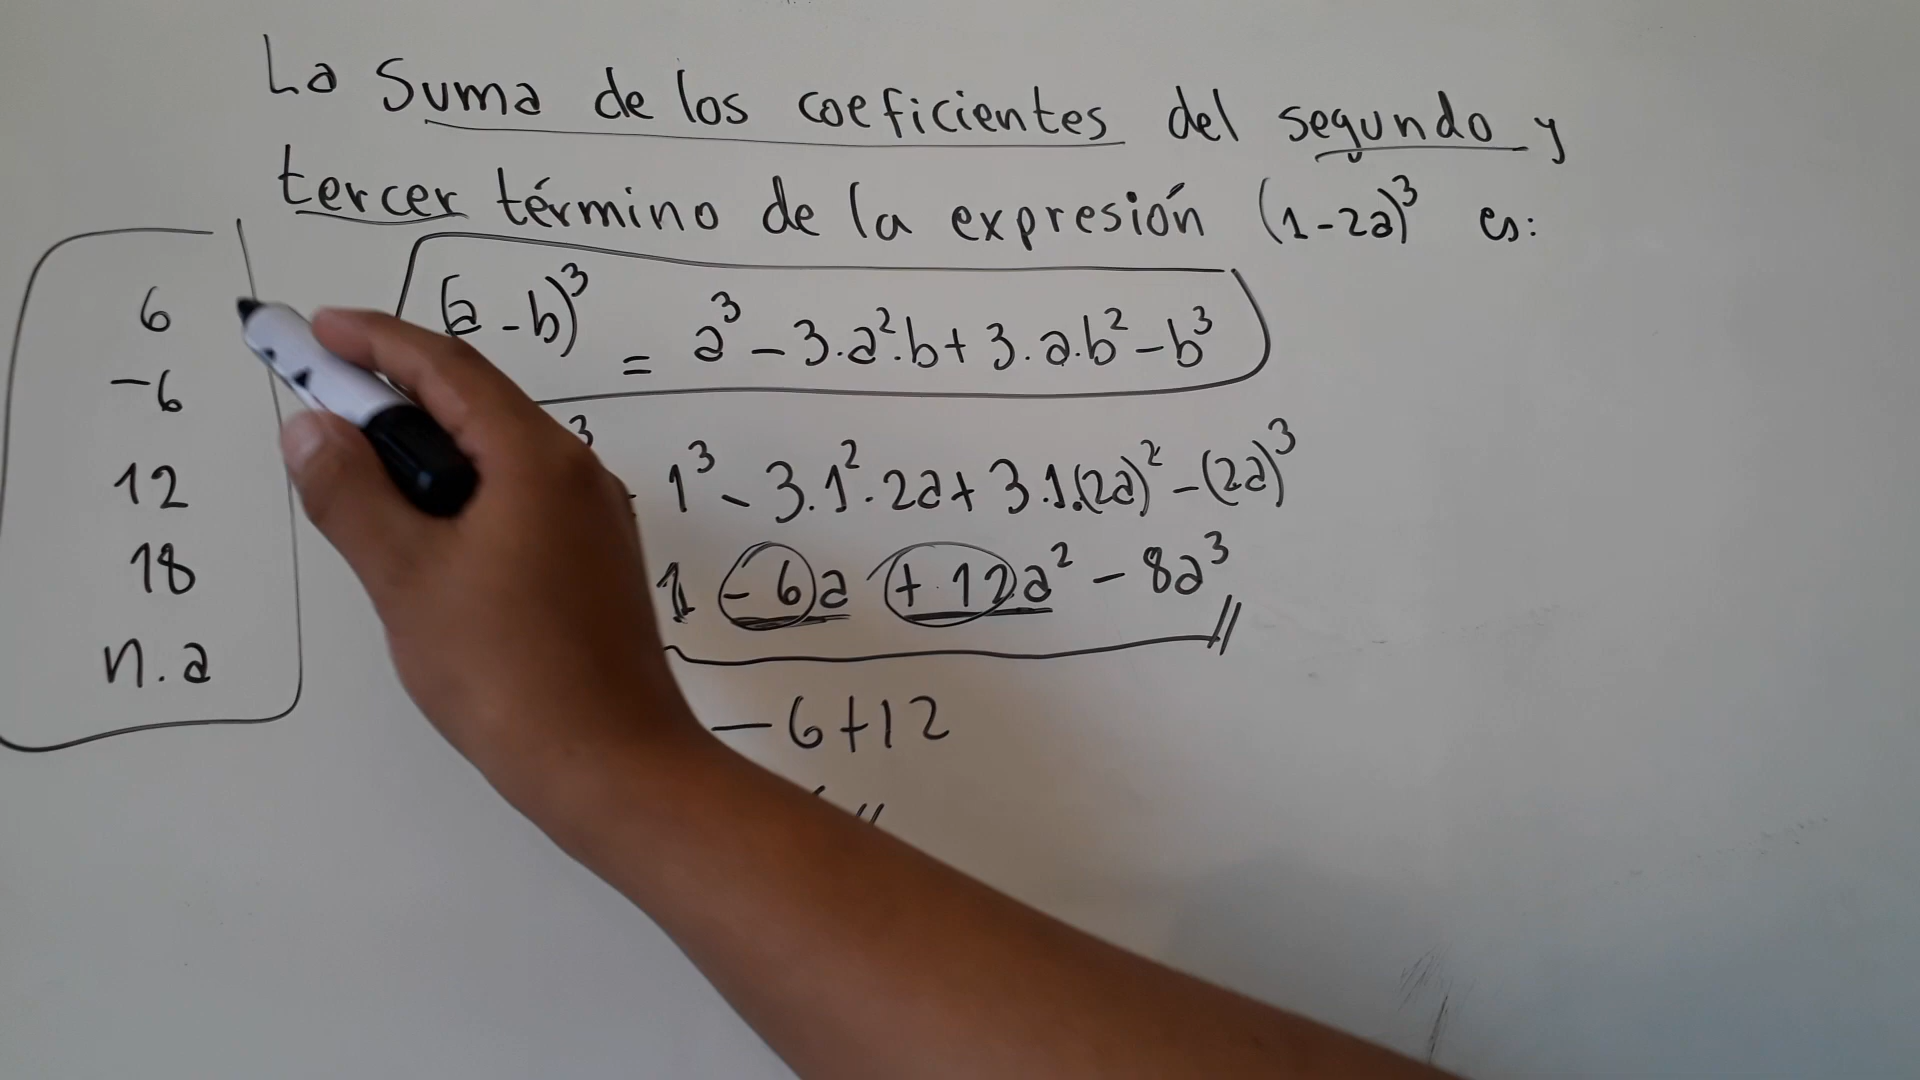 La Suma de los coeficientes del segundo y
tercer término de la expresión (1-2a)³ es:
6
-6
12
18
n.a
(a-b)³ = a³ - 3.a².b + 3.a.b² - b³
1³ - 3.1².2a + 3.1.(2a)² - (2a)³
1 - 6a + 12a² - 8a³ //
- 6 + 12